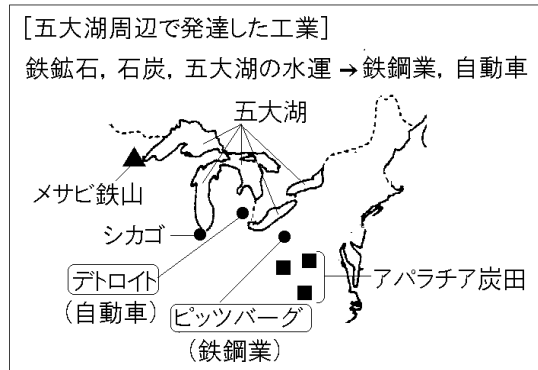 [五大湖周辺で発達した工業]
鉄鉱石, 石炭, 五大湖の水運→鉄鋼業, 自動車
五大湖
メサビ鉄山
シカゴ
デトロイト
(自動車)
ピッツバーグ
(鉄鋼業)
アパラチア炭田